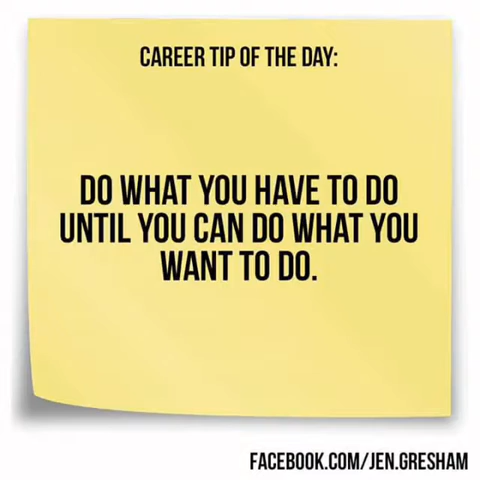 CAREER TIP OF THE DAY:
DO WHAT YOU HAVE TO DO
UNTIL YOU CAN DO WHAT YOU
WANT TO DO.
FACEBOOK.COM/JEN.GRESHAM